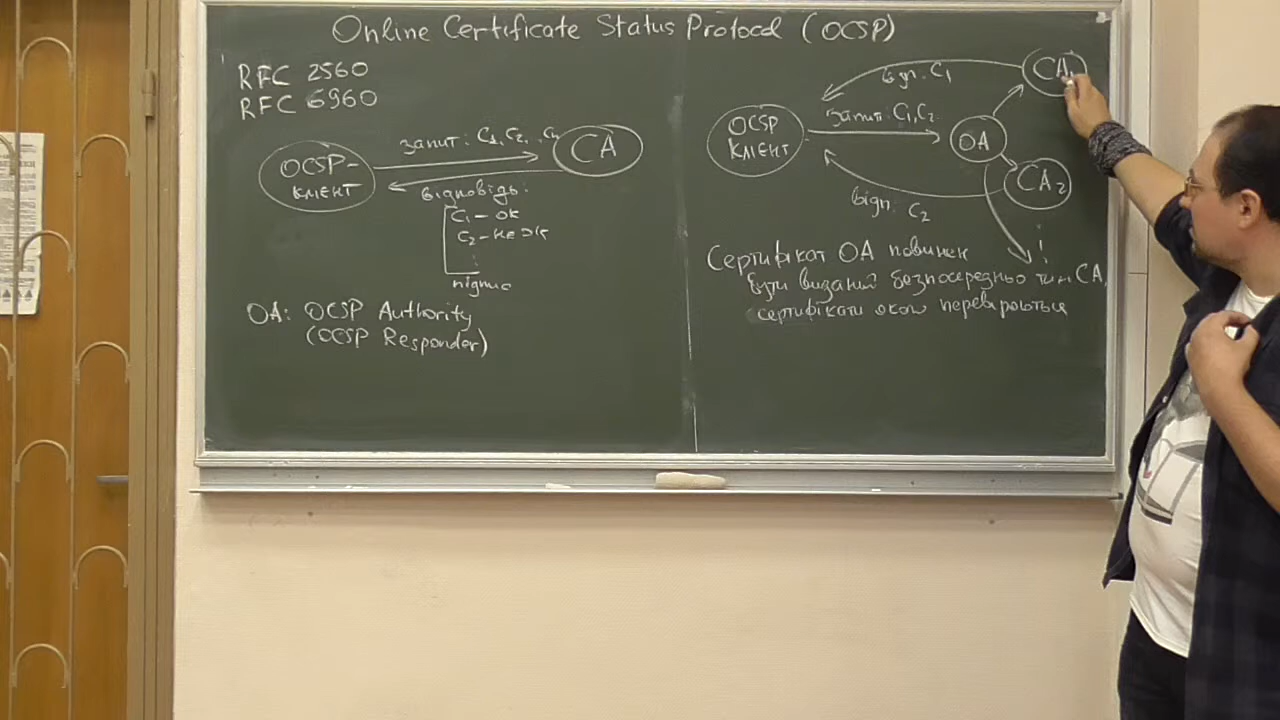 Online Certificate Status Protocol (OCSP)
RFC 2560
RFC 6960
OCSP-
КЛІЄНТ
запит: C1, C2,
CA
відповідь:
C1 – OK
C2 – не OK
⋮
підпис
OA: OCSP Authority
(OCSP Responder)
OCSP
КЛІЄНТ
відп. C1
запит: C1, C2
відп. C2
OA
CA1
CA2
⋮
Сертифікат OA повинен
бути виданий безпосередньо тим CA,
сертифікати якого перевіряються